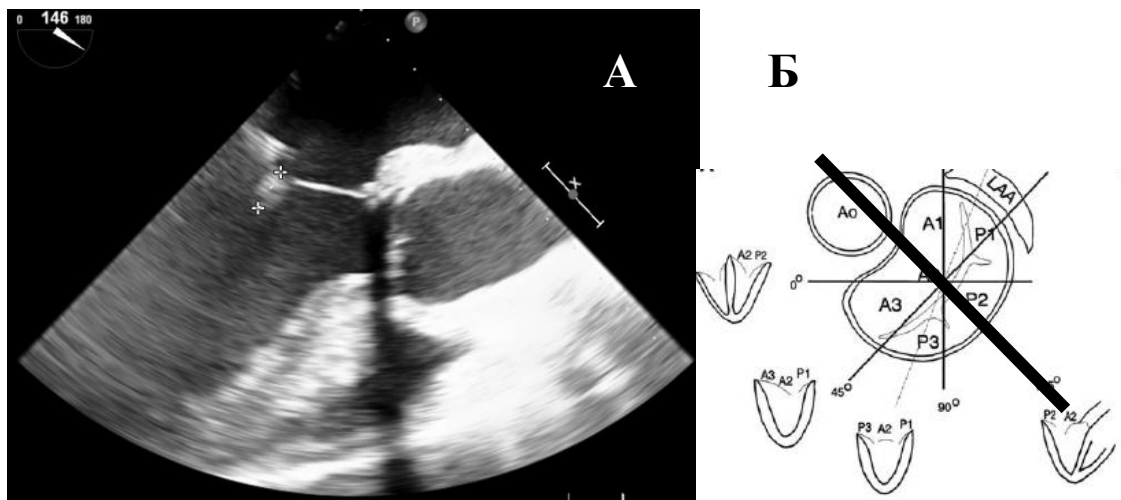 0 146 180
P
А
Б
LAA
Ao
A1
P1
A2 P2
0°
A3
P2
P3
A3 A2 P1
45°
90°
P3 A2 P1
P2 A2